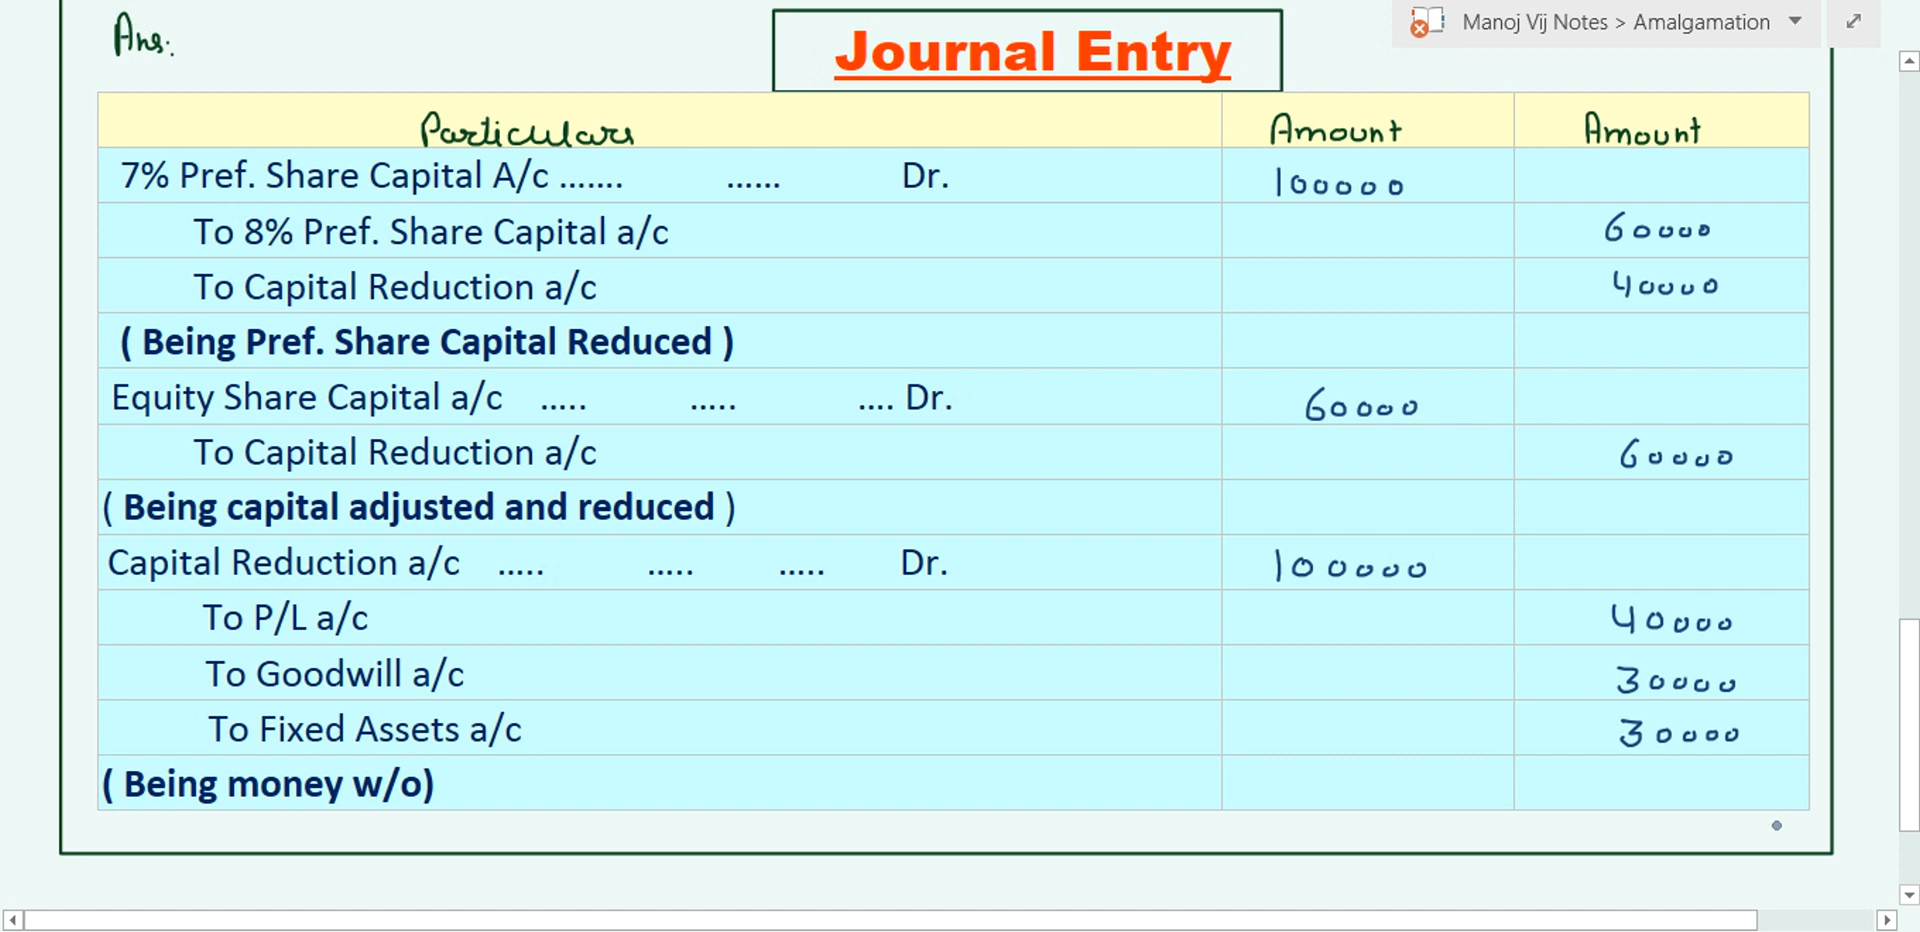 Manoj Vij Notes > Amalgamation
Ans:.
Journal Entry
Particulars Amount Amount
7% Pref. Share Capital A/c ....... ...... Dr. 100000
To 8% Pref. Share Capital a/c 60000
To Capital Reduction a/c 40000
( Being Pref. Share Capital Reduced )
Equity Share Capital a/c ..... ..... .... Dr. 60000
To Capital Reduction a/c 60000
( Being capital adjusted and reduced )
Capital Reduction a/c ..... ..... ..... Dr. 100000
To P/L a/c 40000
To Goodwill a/c 30000
To Fixed Assets a/c 30000
( Being money w/o)